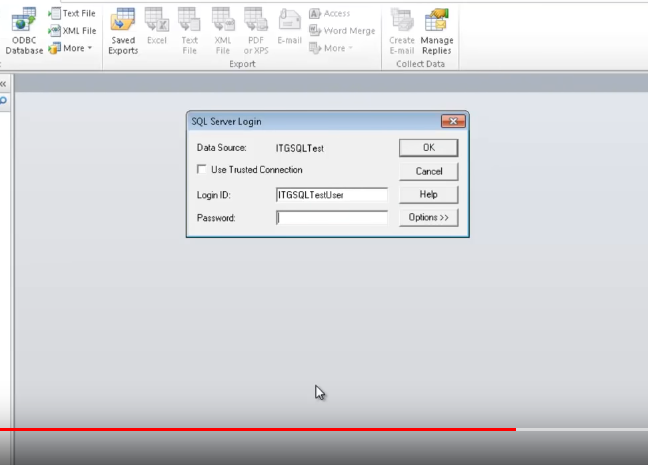 ODBC
Database
Text File
XML File
More
Saved
Exports
Excel
Text
File
XML
File
PDF
or XPS
E-mail
Access
Word Merge
More
Export
Create
E-mail
Manage
Replies
Collect Data
SQL Server Login
Data Source: ITGSQLTest
OK
Use Trusted Connection
Cancel
Login ID: ITGSQLTestUser
Help
Password:
Options >>